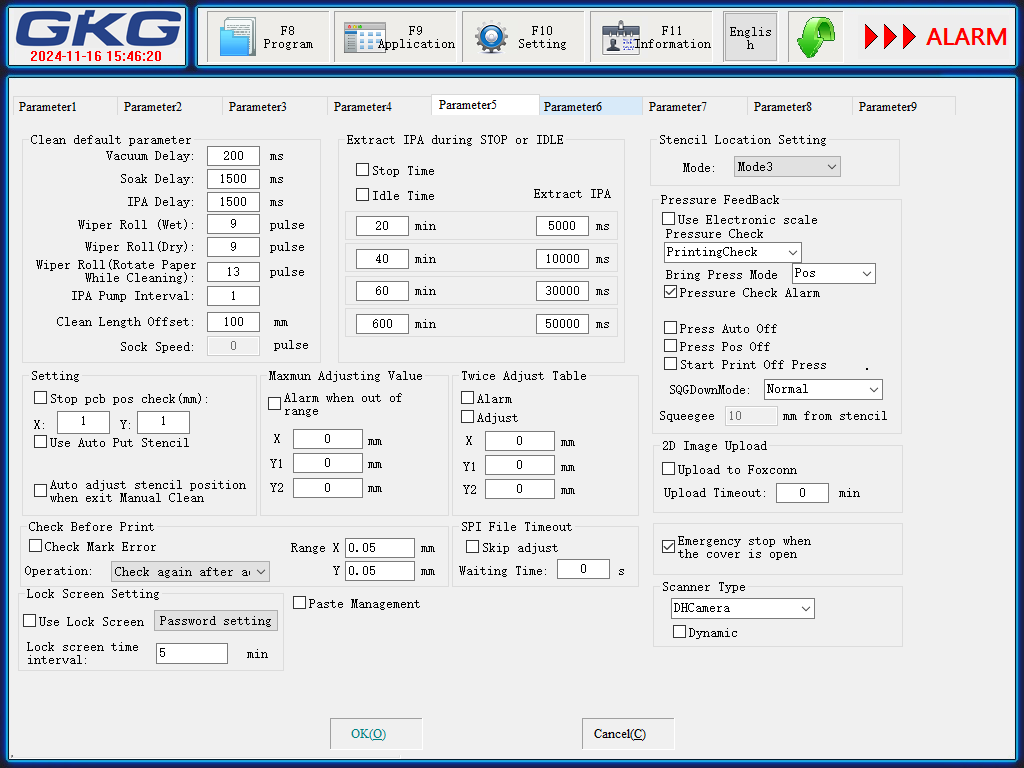 GKG
2024-11-16 15:46:20
F8
Program
F9
Application
F10
Setting
F11
Information
Englis
h
ALARM
Parameter1
Parameter2
Parameter3
Parameter4
Parameter5
Parameter6
Parameter7
Parameter8
Parameter9
Clean default parameter
Vacuum Delay: 200 ms
Soak Delay: 1500 ms
IPA Delay: 1500 ms
Wiper Roll (Wet): 9 pulse
Wiper Roll(Dry): 9 pulse
Wiper Roll(Rotate Paper
While Cleaning): 13 pulse
IPA Pump Interval: 1
Clean Length Offset: 100 mm
Sock Speed: 0 pulse
Extract IPA during STOP or IDLE
Stop Time
Idle Time Extract IPA
20 min 5000 ms
40 min 10000 ms
60 min 30000 ms
600 min 50000 ms
Stencil Location Setting
Mode: Mode3
Pressure FeedBack
Use Electronic scale
Pressure Check
PrintingCheck
Bring Press Mode Pos
Pressure Check Alarm
Press Auto Off
Press Pos Off
Start Print Off Press .
SQGDownMode: Normal
Squeegee 10 mm from stencil
Setting
Stop pcb pos check(mm):
X: 1 Y: 1
Use Auto Put Stencil
Auto adjust stencil position
when exit Manual Clean
Maxmun Adjusting Value
Alarm when out of
range
X 0 mm
Y1 0 mm
Y2 0 mm
Twice Adjust Table
Alarm
Adjust
X 0 mm
Y1 0 mm
Y2 0 mm
2D Image Upload
Upload to Foxconn
Upload Timeout: 0 min
Check Before Print
Check Mark Error Range X 0.05 mm
Operation: Check again after a Y 0.05 mm
SPI File Timeout
Skip adjust
Waiting Time: 0 s
Emergency stop when
the cover is open
Lock Screen Setting
Use Lock Screen Password setting
Lock screen time
interval: 5 min
Paste Management
Scanner Type
DHCamera
Dynamic
OK(O)
Cancel(C)